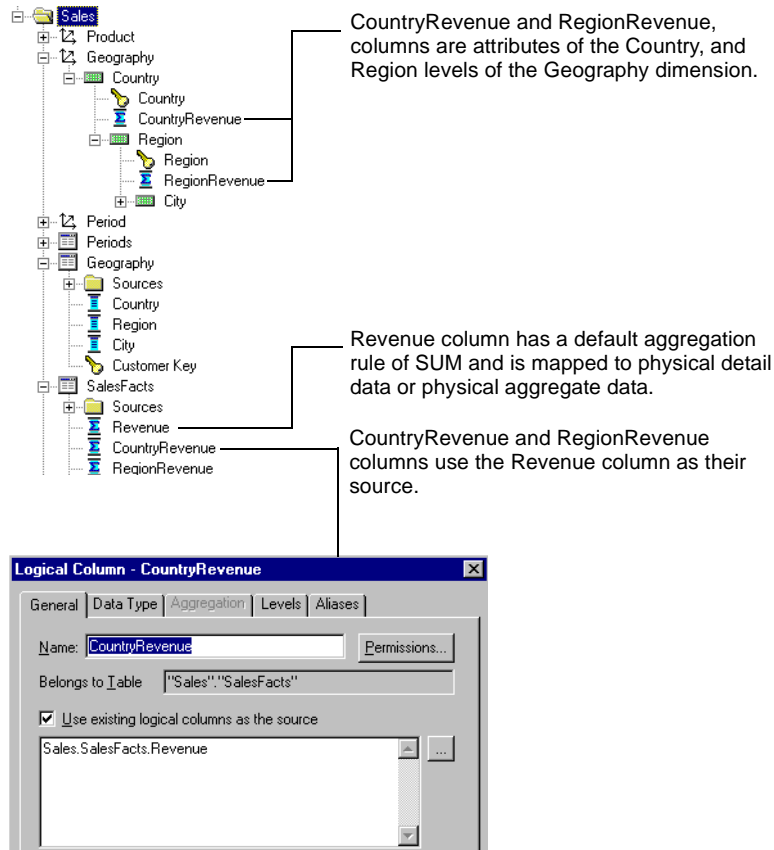 Sales
Product
Geography
Country
Country
CountryRevenue
Region
Region
RegionRevenue
City
Period
Periods
Geography
Sources
Country
Region
City
Customer Key
SalesFacts
Sources
Revenue
CountryRevenue
RegionRevenue
CountryRevenue and RegionRevenue,
columns are attributes of the Country, and
Region levels of the Geography dimension.
Revenue column has a default aggregation
rule of SUM and is mapped to physical detail
data or physical aggregate data.
CountryRevenue and RegionRevenue
columns use the Revenue column as their
source.
Logical Column - CountryRevenue
General Data Type Aggregation Levels Aliases
Name: CountryRevenue Permissions...
Belongs to Table "Sales"."SalesFacts"
Use existing logical columns as the source
Sales.SalesFacts.Revenue ...